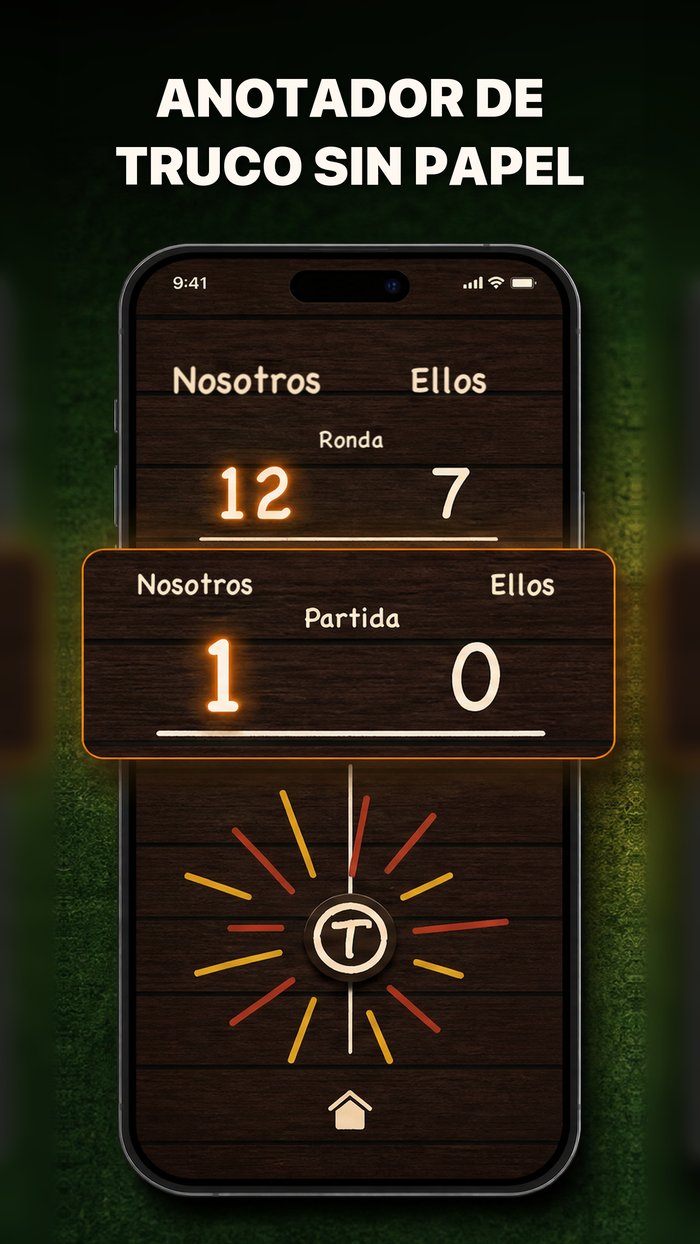 ANOTADOR DE
TRUCO SIN PAPEL
9:41
Nosotros Ellos
Ronda
12 7
Nosotros Ellos
Partida
1 0
T